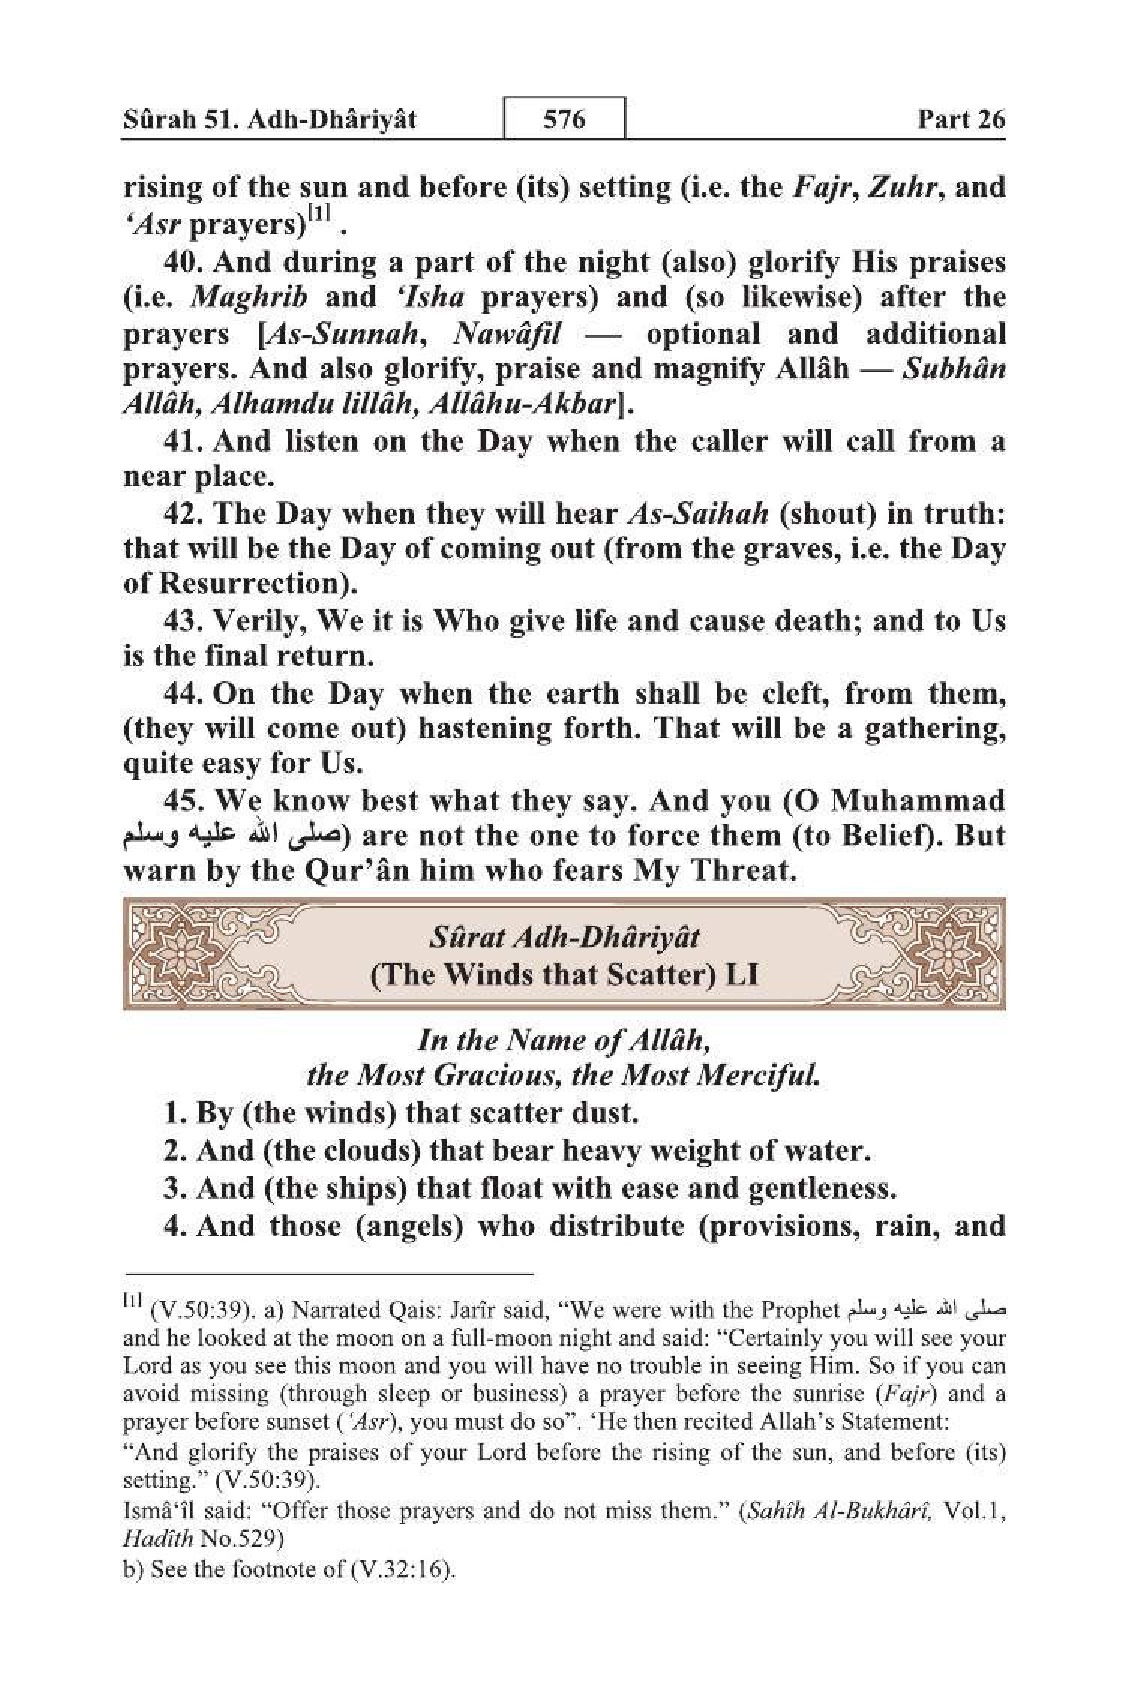 Sûrah 51. Adh-Dhâriyât 576 Part 26
rising of the sun and before (its) setting (i.e. the Fajr, Zuhr, and
‘Asr prayers)[1] .
40. And during a part of the night (also) glorify His praises
(i.e. Maghrib and ‘Isha prayers) and (so likewise) after the
prayers [As-Sunnah, Nawâfil — optional and additional
prayers. And also glorify, praise and magnify Allâh — Subhân
Allâh, Alhamdu lillâh, Allâhu-Akbar].
41. And listen on the Day when the caller will call from a
near place.
42. The Day when they will hear As-Saihah (shout) in truth:
that will be the Day of coming out (from the graves, i.e. the Day
of Resurrection).
43. Verily, We it is Who give life and cause death; and to Us
is the final return.
44. On the Day when the earth shall be cleft, from them,
(they will come out) hastening forth. That will be a gathering,
quite easy for Us.
45. We know best what they say. And you (O Muhammad
صلى الله عليه وسلم) are not the one to force them (to Belief). But
warn by the Qur’ân him who fears My Threat.
Sûrat Adh-Dhâriyât
(The Winds that Scatter) LI
In the Name of Allâh,
the Most Gracious, the Most Merciful.
1. By (the winds) that scatter dust.
2. And (the clouds) that bear heavy weight of water.
3. And (the ships) that float with ease and gentleness.
4. And those (angels) who distribute (provisions, rain, and
[1] (V.50:39). a) Narrated Qais: Jarîr said, “We were with the Prophet صلى الله عليه وسلم
and he looked at the moon on a full-moon night and said: “Certainly you will see your
Lord as you see this moon and you will have no trouble in seeing Him. So if you can
avoid missing (through sleep or business) a prayer before the sunrise (Fajr) and a
prayer before sunset (‘Asr), you must do so”. ‘He then recited Allah’s Statement:
“And glorify the praises of your Lord before the rising of the sun, and before (its)
setting.” (V.50:39).
Ismâ‘îl said: “Offer those prayers and do not miss them.” (Sahîh Al-Bukhârî, Vol.1,
Hadîth No.529)
b) See the footnote of (V.32:16).